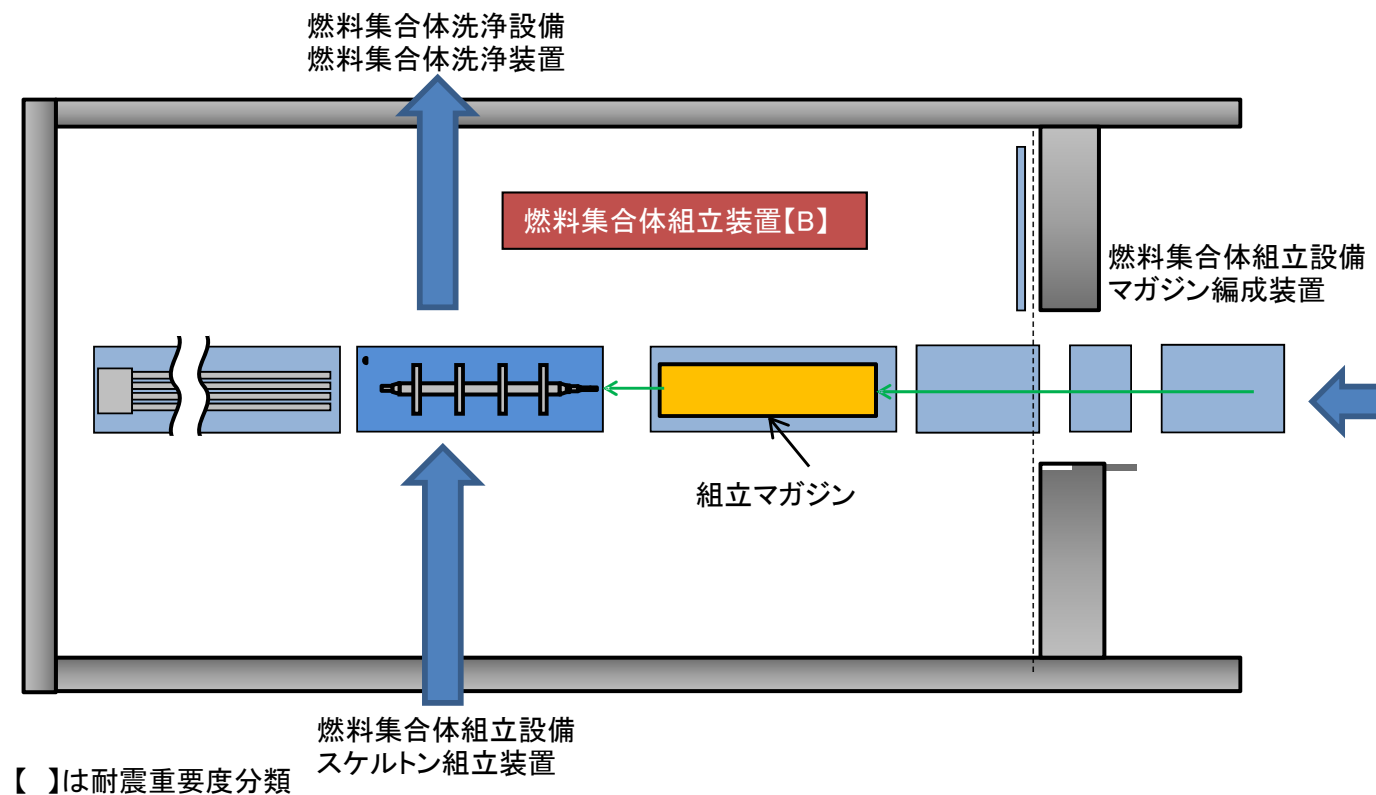 燃料集合体洗浄設備
燃料集合体洗浄装置
燃料集合体組立装置【B】
燃料集合体組立設備
マガジン編成装置
組立マガジン
燃料集合体組立設備
スケルトン組立装置
【　】は耐震重要度分類